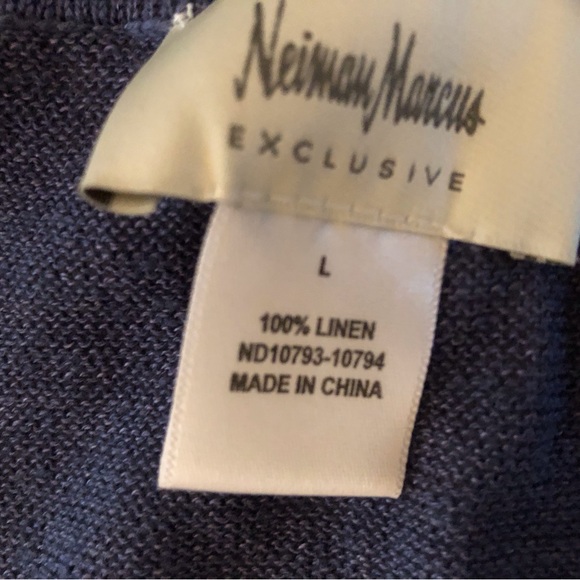 Neiman Marcus
EXCLUSIVE
L
100% LINEN
ND10793-10794
MADE IN CHINA